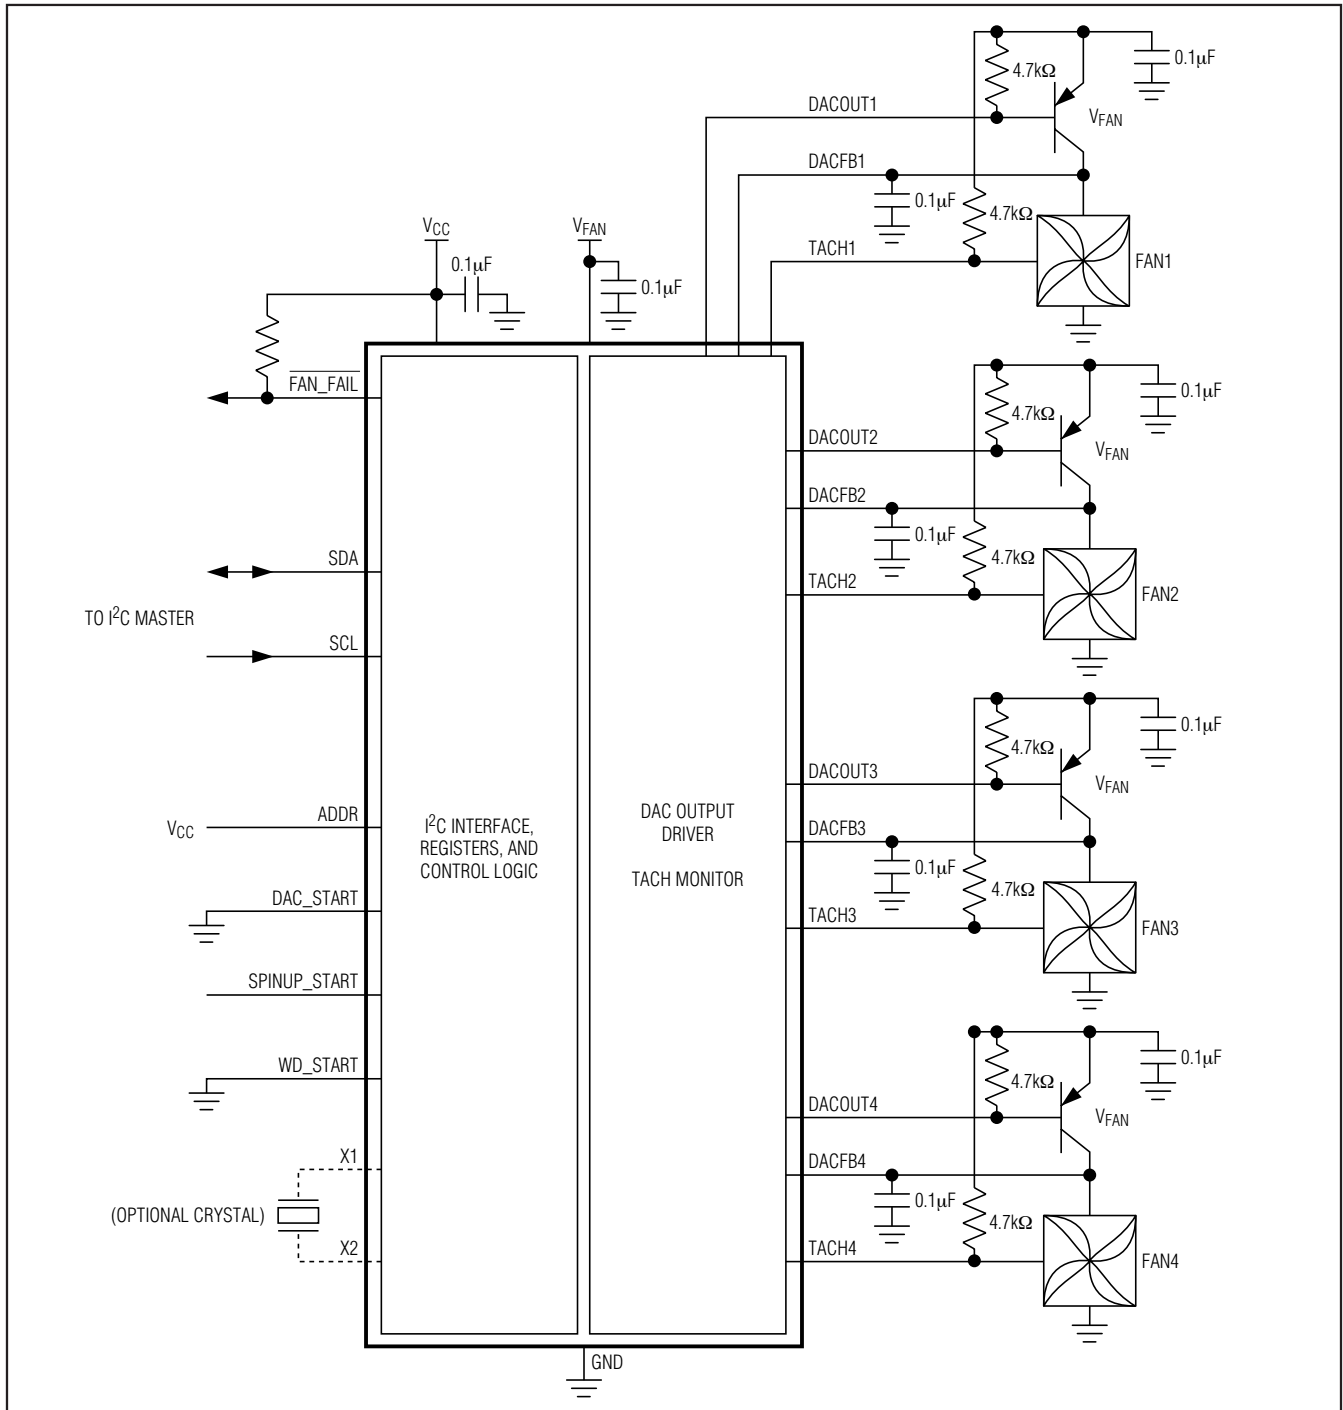 4.7kΩ
0.1µF
DACOUT1
VFAN
DACFB1
0.1µF
4.7kΩ
TACH1
FAN1
VCC
0.1µF
VFAN
0.1µF
FAN_FAIL
4.7kΩ
0.1µF
DACOUT2
VFAN
DACFB2
0.1µF
4.7kΩ
TACH2
FAN2
SDA
TO I2C MASTER
SCL
4.7kΩ
0.1µF
DACOUT3
VFAN
DACFB3
0.1µF
4.7kΩ
TACH3
FAN3
VCC
ADDR
DAC_START
SPINUP_START
WD_START
X1
(OPTIONAL CRYSTAL)
X2
I2C INTERFACE,
REGISTERS, AND
CONTROL LOGIC
DAC OUTPUT
DRIVER
TACH MONITOR
4.7kΩ
0.1µF
DACOUT4
VFAN
DACFB4
0.1µF
4.7kΩ
TACH4
FAN4
GND